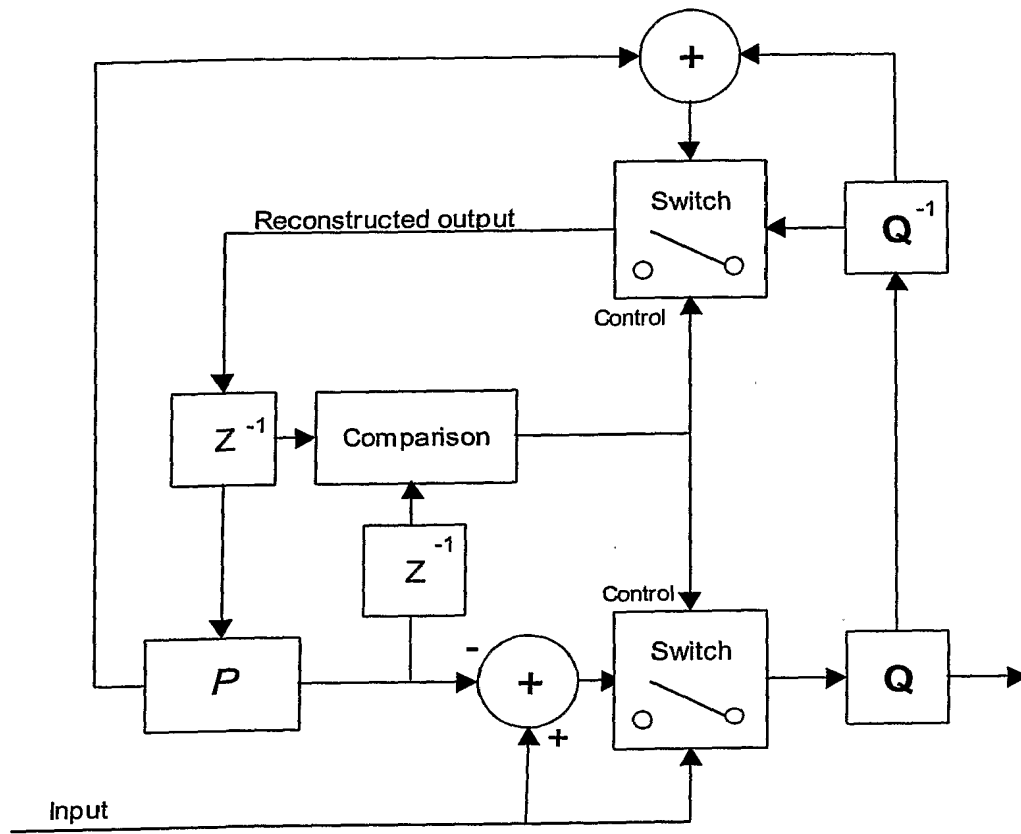 +
Switch
Q -1
Reconstructed output
Control
Z -1
Comparison
Z -1
Control
-
Switch
P
+
Q
+
Input